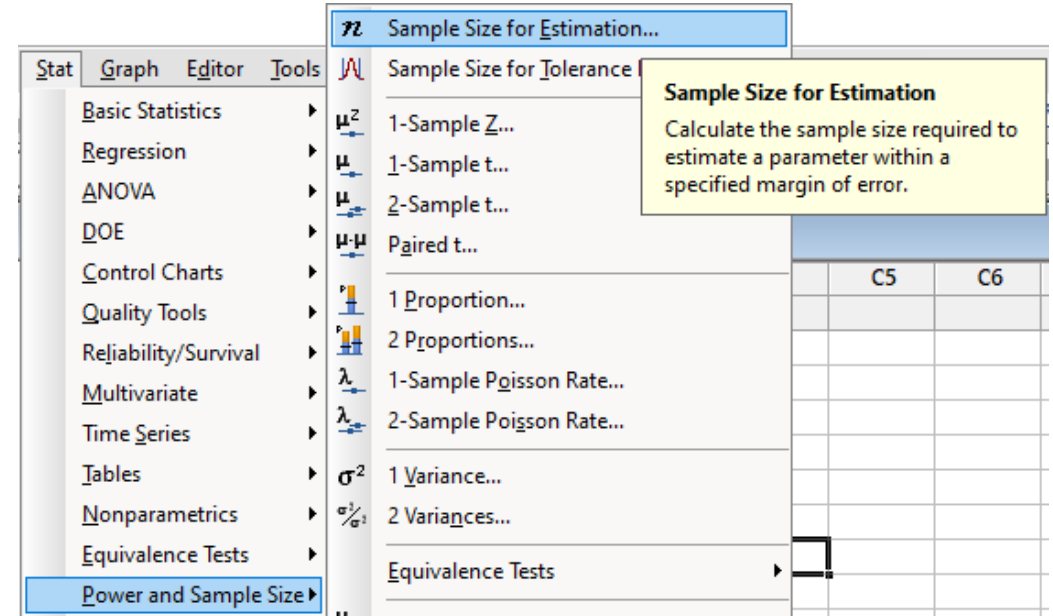 n Sample Size for Estimation...
Stat Graph Editor Tools
Sample Size for Tolerance
Sample Size for Estimation
Calculate the sample size required to
estimate a parameter within a
specified margin of error.
Basic Statistics
Regression
ANOVA
DOE
Control Charts
Quality Tools
Reliability/Survival
Multivariate
Time Series
Tables
Nonparametrics
Equivalence Tests
Power and Sample Size
μZ 1-Sample Z...
μ 1-Sample t...
μ 2-Sample t...
μ-μ Paired t...
P 1 Proportion...
P 2 Proportions...
λ 1-Sample Poisson Rate...
λ 2-Sample Poisson Rate...
σ² 1 Variance...
σ²/σ² 2 Variances...
Equivalence Tests
C5 C6